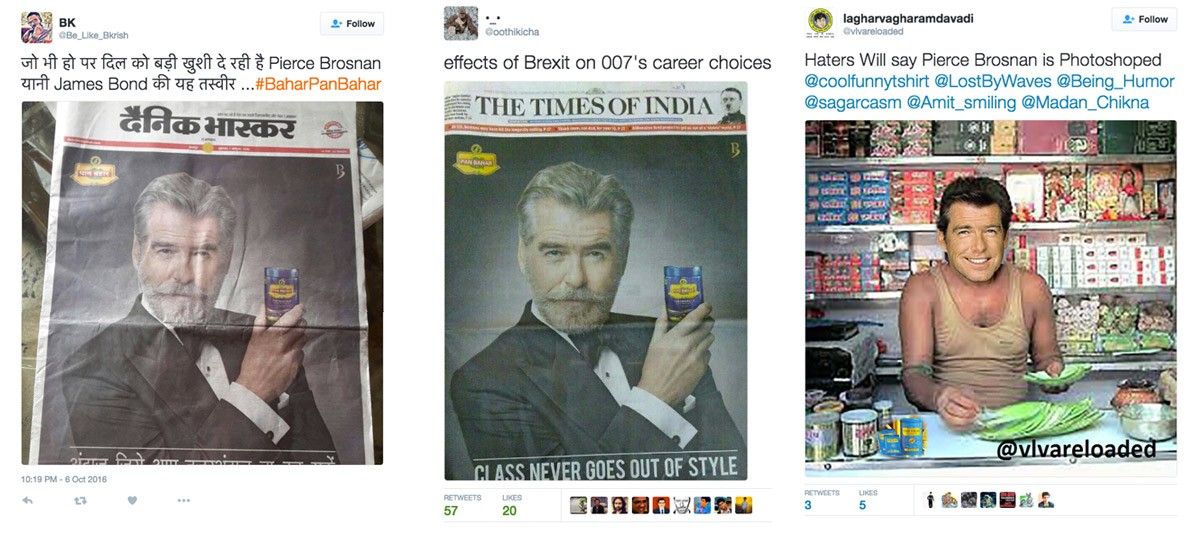 BK
@Be_Like_Bkrish
Follow
जो भी हो पर दिल को बड़ी खुशी दे रही है Pierce Brosnan
यानी James Bond की यह तस्वीर ...#BaharPanBahar
दैनिक भास्कर
पान बहार
B
10:19 PM - 6 Oct 2016
@oothikicha
Follow
effects of Brexit on 007's career choices
THE TIMES OF INDIA
PAN BAHAR
B
CLASS NEVER GOES OUT OF STYLE
RETWEETS
57
LIKES
20
lagharvagharamdavadi
@vlvareloaded
Follow
Haters Will say Pierce Brosnan is Photoshoped
@coolfunnytshirt @LostByWaves @Being_Humor
@sagarcasm @Amit_smiling @Madan_Chikna
@vlvareloaded
RETWEETS
3
LIKES
5